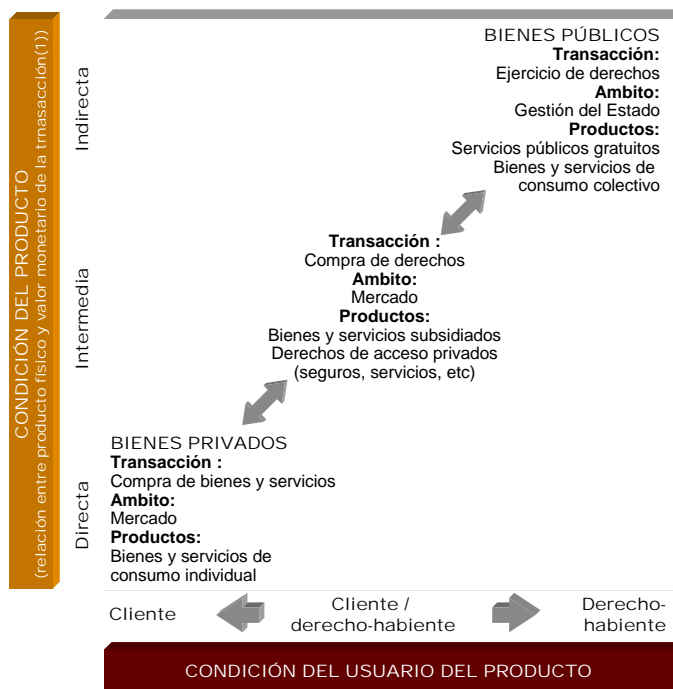 CONDICIÓN DEL PRODUCTO
(relación entre producto físico y valor monetario de la trnasacción(1))
Indirecta
Intermedia
Directa
BIENES PÚBLICOS
Transacción:
Ejercicio de derechos
Ambito:
Gestión del Estado
Productos:
Servicios públicos gratuitos
Bienes y servicios de
consumo colectivo
Transacción :
Compra de derechos
Ambito:
Mercado
Productos:
Bienes y servicios subsidiados
Derechos de acceso privados
(seguros, servicios, etc)
BIENES PRIVADOS
Transacción :
Compra de bienes y servicios
Ambito:
Mercado
Productos:
Bienes y servicios de
consumo individual
Cliente
Cliente /
derecho-habiente
Derecho-
habiente
CONDICIÓN DEL USUARIO DEL PRODUCTO